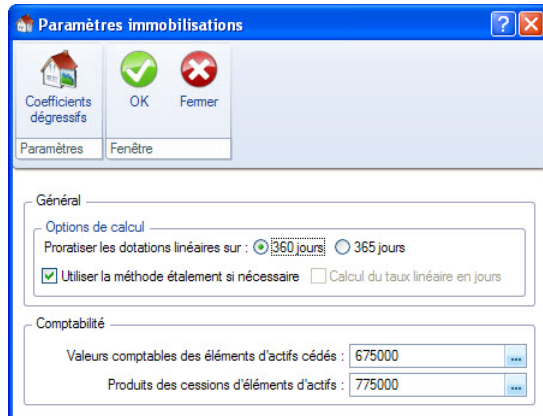 Paramètres immobilisations
Coefficients
dégressifs
OK
Fermer
Paramètres
Fenêtre
Général
Options de calcul
Proratiser les dotations linéaires sur : 360 jours 365 jours
Utiliser la méthode étalement si nécessaire Calcul du taux linéaire en jours
Comptabilité
Valeurs comptables des éléments d'actifs cédés : 675000 ...
Produits des cessions d'éléments d'actifs : 775000 ...